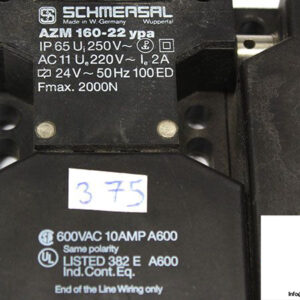 SCHMERSAL
Made in W. Germany Wuppertal
AZM 160-22 ypa
IP 65 Ui 250V~
AC 11 Ue 220V~ Ie 2A
24V~ 50Hz 100ED
Fmax. 2000N
375
600VAC 10AMP A600
Same polarity
UL LISTED 382 E A600
Ind.Cont.Eq.
End of the Line Wiring only